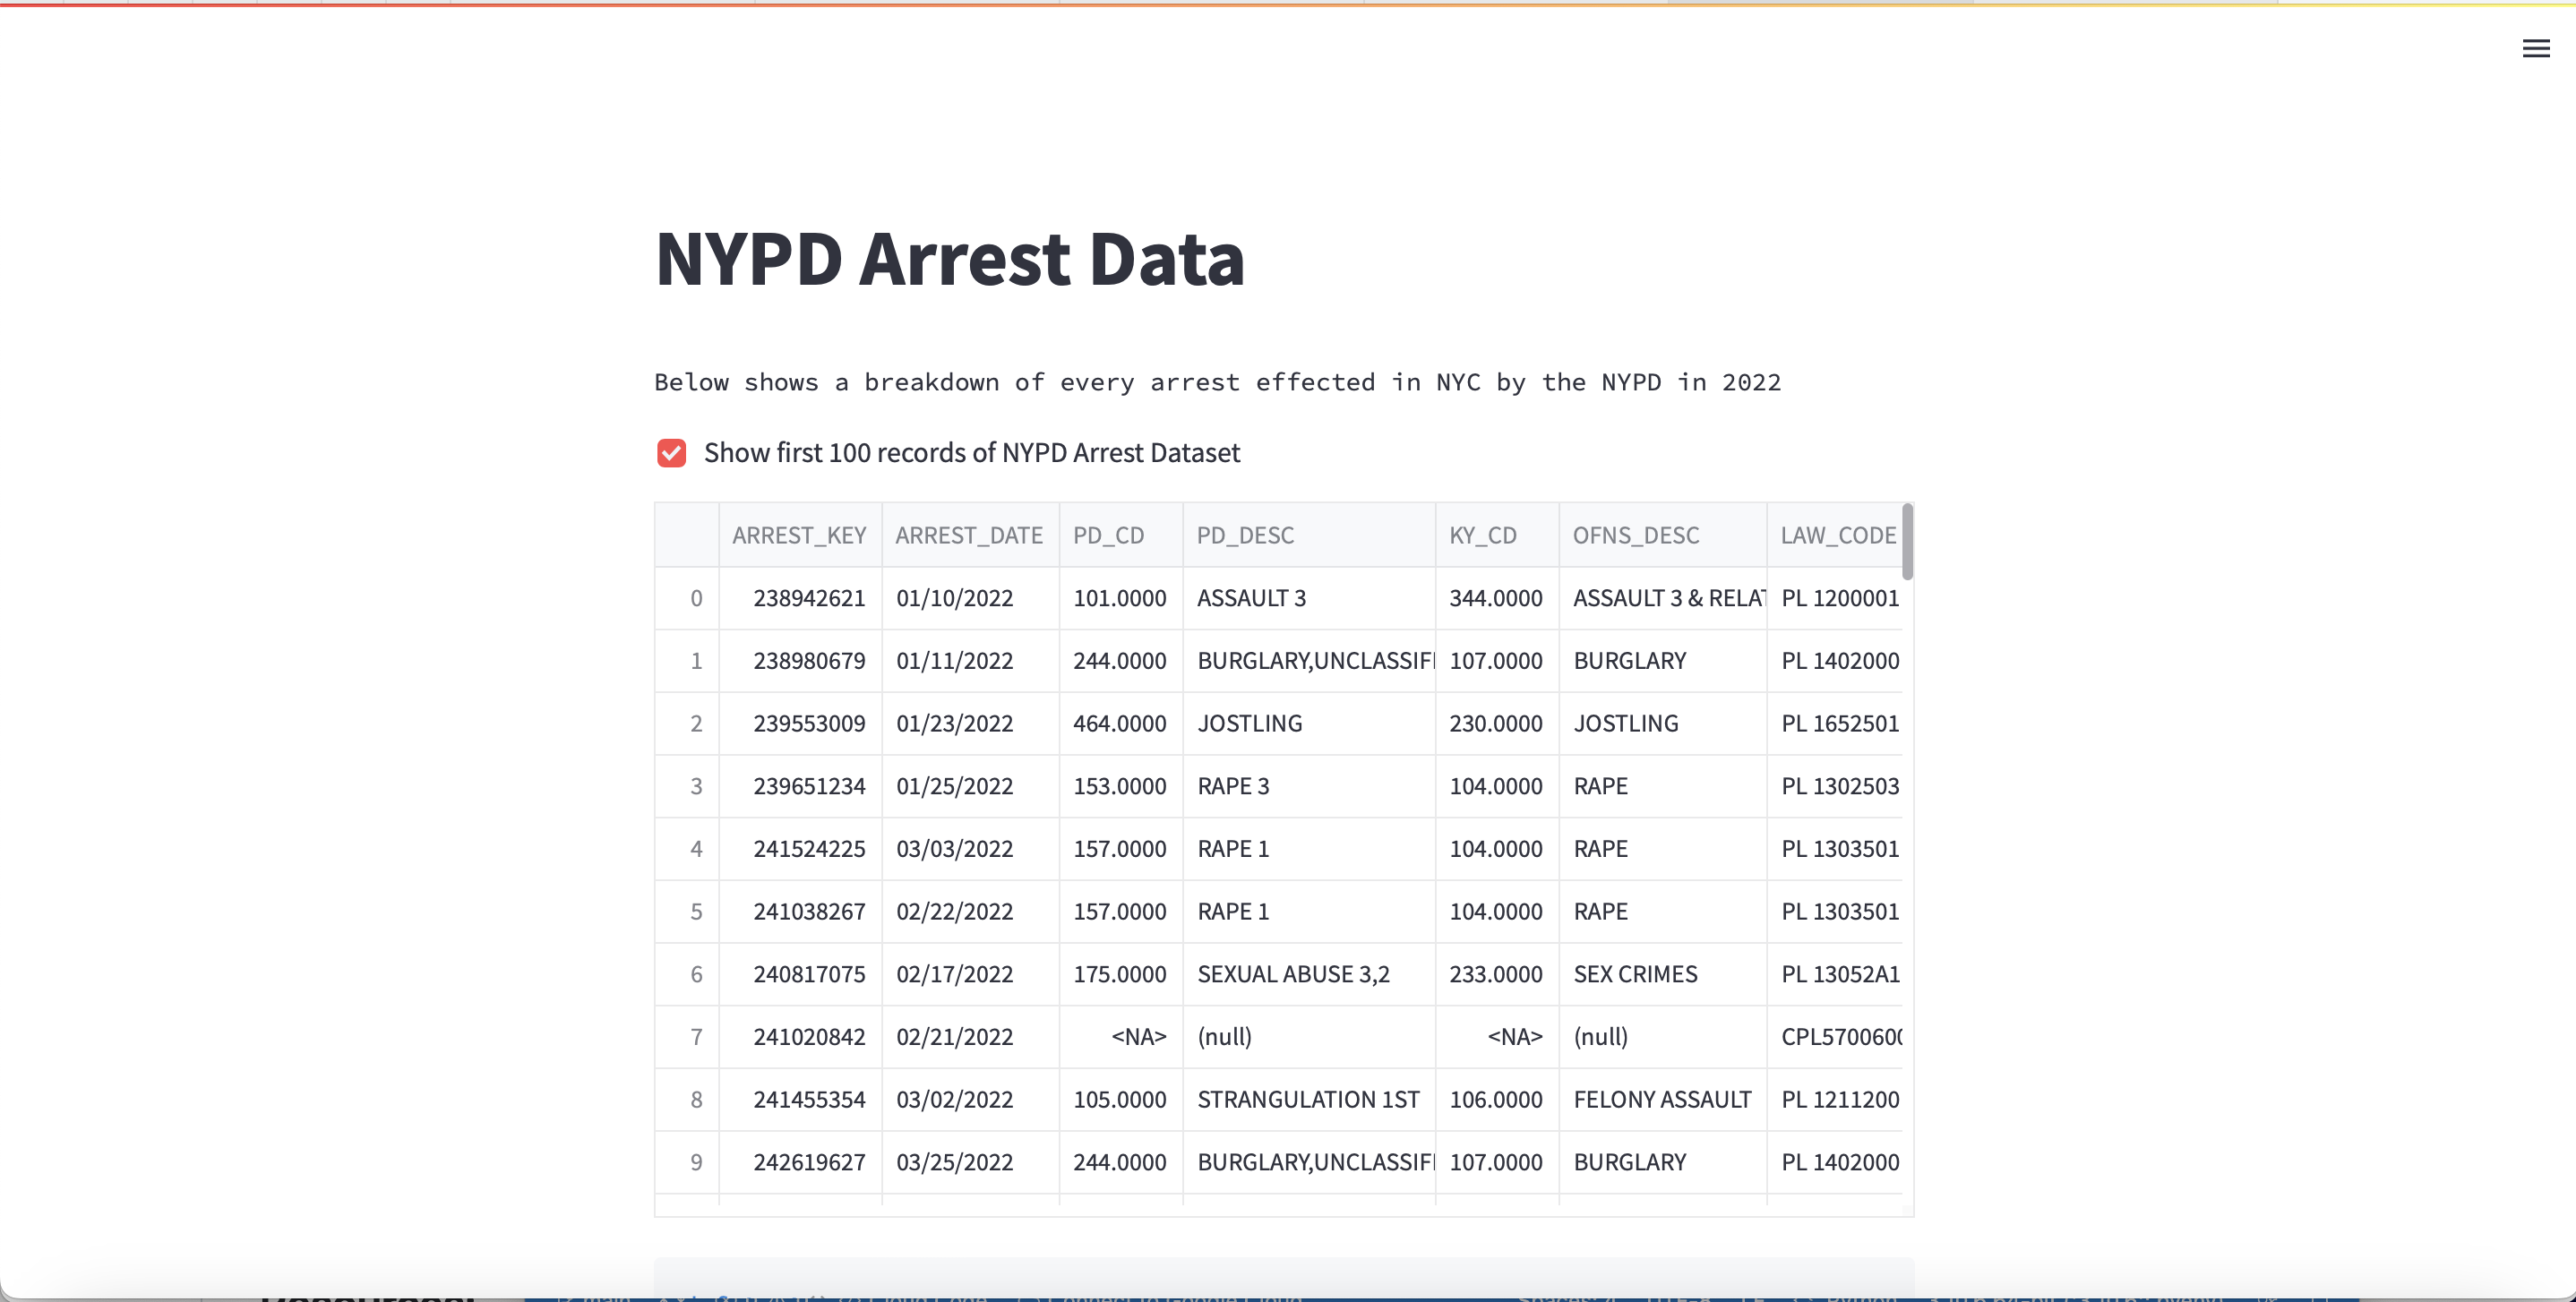 NYPD Arrest Data
Below shows a breakdown of every arrest effected in NYC by the NYPD in 2022
Show first 100 records of NYPD Arrest Dataset
ARREST_KEY ARREST_DATE PD_CD PD_DESC KY_CD OFNS_DESC LAW_CODE
0 238942621 01/10/2022 101.0000 ASSAULT 3 344.0000 ASSAULT 3 & RELAT PL 1200001
1 238980679 01/11/2022 244.0000 BURGLARY,UNCLASSIFI 107.0000 BURGLARY PL 1402000
2 239553009 01/23/2022 464.0000 JOSTLING 230.0000 JOSTLING PL 1652501
3 239651234 01/25/2022 153.0000 RAPE 3 104.0000 RAPE PL 1302503
4 241524225 03/03/2022 157.0000 RAPE 1 104.0000 RAPE PL 1303501
5 241038267 02/22/2022 157.0000 RAPE 1 104.0000 RAPE PL 1303501
6 240817075 02/17/2022 175.0000 SEXUAL ABUSE 3,2 233.0000 SEX CRIMES PL 13052A1
7 241020842 02/21/2022 <NA> (null) <NA> (null) CPL5700600
8 241455354 03/02/2022 105.0000 STRANGULATION 1ST 106.0000 FELONY ASSAULT PL 1211200
9 242619627 03/25/2022 244.0000 BURGLARY,UNCLASSIFI 107.0000 BURGLARY PL 1402000